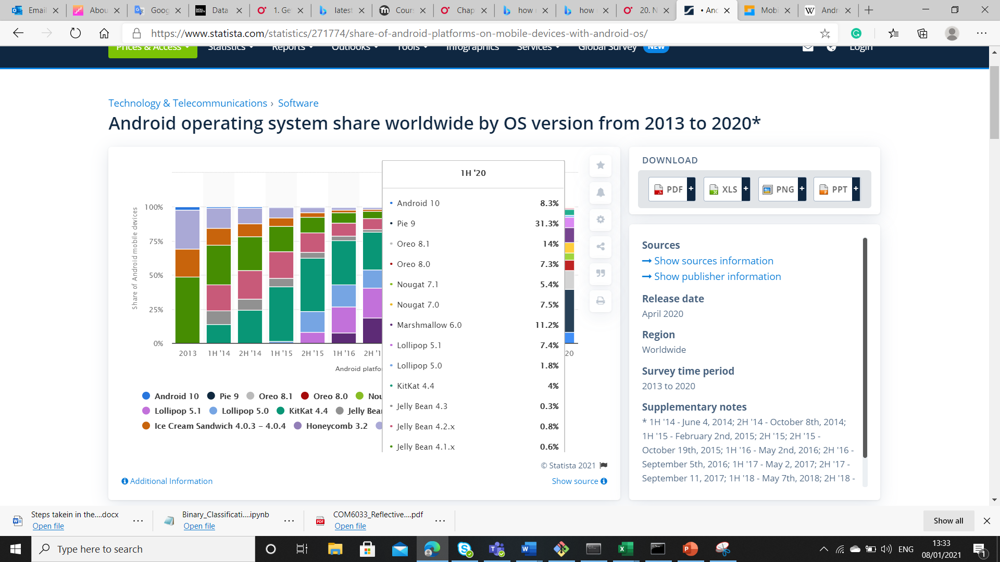 Email
Abou
Goog
Data
1. Ge
latest
Cour
Chap
how
how
20. N
• Anc
Mobi
W Andr
https://www.statista.com/statistics/271774/share-of-android-platforms-on-mobile-devices-with-android-os/
Prices & Access
Statistics
Reports
Outlooks
Tools
Infographics
Services
Global Survey
NEW
Login
Technology & Telecommunications › Software
Android operating system share worldwide by OS version from 2013 to 2020*
Share of Android mobile devices
100%
75%
50%
25%
0%
2013 1H '14 2H '14 1H '15 2H '15 1H '16 2H '1
20
Android platfo
1H '20
• Android 10 8.3%
• Pie 9 31.3%
• Oreo 8.1 14%
• Oreo 8.0 7.3%
• Nougat 7.1 5.4%
• Nougat 7.0 7.5%
• Marshmallow 6.0 11.2%
• Lollipop 5.1 7.4%
• Lollipop 5.0 1.8%
• KitKat 4.4 4%
• Jelly Bean 4.3 0.3%
• Jelly Bean 4.2.x 0.8%
• Jelly Bean 4.1.x 0.6%
Android 10 Pie 9 Oreo 8.1 Oreo 8.0 Nou
Lollipop 5.1 Lollipop 5.0 KitKat 4.4 Jelly Bear
Ice Cream Sandwich 4.0.3 – 4.0.4 Honeycomb 3.2
© Statista 2021
Additional Information
Show source
DOWNLOAD
PDF +
XLS +
PNG +
PPT +
Sources
→ Show sources information
→ Show publisher information
Release date
April 2020
Region
Worldwide
Survey time period
2013 to 2020
Supplementary notes
* 1H '14 - June 4, 2014; 2H '14 - October 8th, 2014;
1H '15 - February 2nd, 2015; 2H '15; 2H '15 -
October 19th, 2015; 1H '16 - May 2nd, 2016; 2H '16 -
September 5th, 2016; 1H '17 - May 2, 2017; 2H '17 -
September 11, 2017; 1H '18 - May 7th, 2018; 2H '18 -
Steps takein in the....docx
Open file
Binary_Classificati....ipynb
Open file
COM6033_Reflective....pdf
Open file
Show all
Type here to search
ENG
13:33
08/01/2021
1